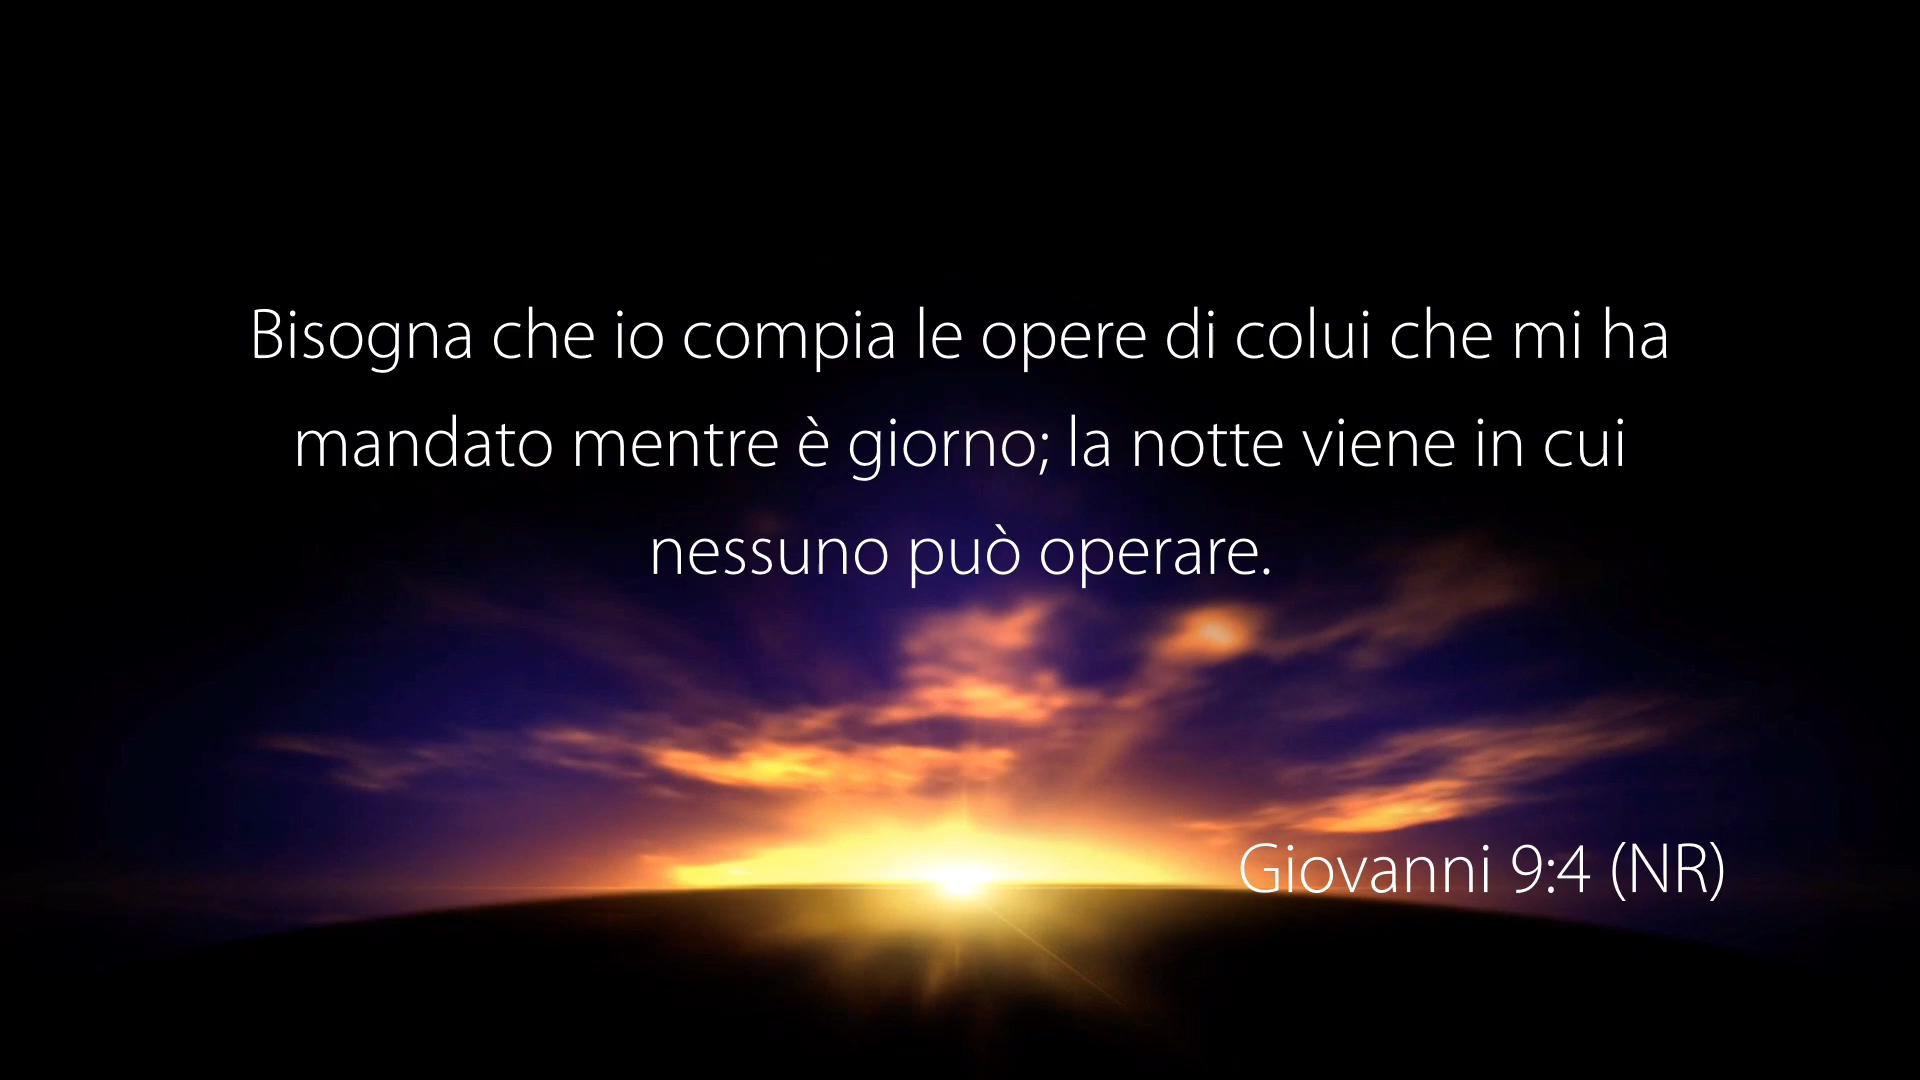 Bisogna che io compia le opere di colui che mi ha
mandato mentre è giorno; la notte viene in cui
nessuno può operare.
Giovanni 9:4 (NR)